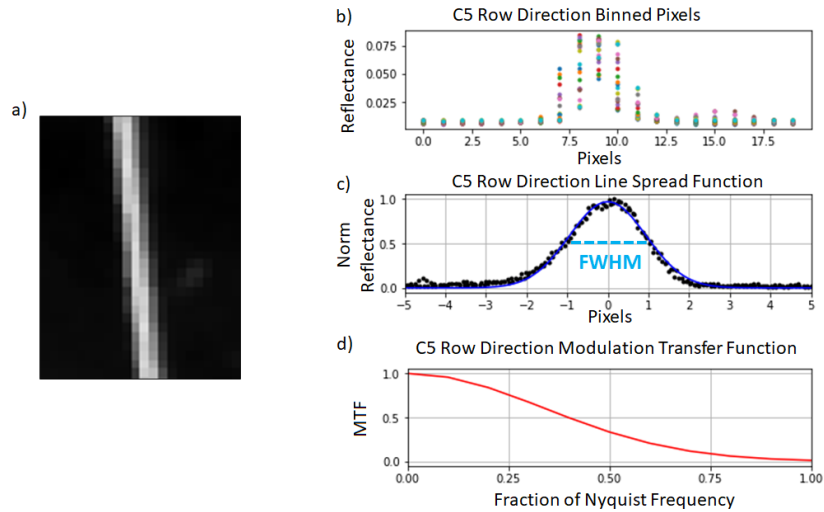 a)
b)
C5 Row Direction Binned Pixels
Reflectance
0.075
0.050
0.025
0.0 2.5 5.0 7.5 10.0 12.5 15.0 17.5
Pixels
c)
C5 Row Direction Line Spread Function
Norm
Reflectance
1.0
0.5
0.0
FWHM
−5 −4 −3 −2 −1 0 1 2 3 4 5
Pixels
d)
C5 Row Direction Modulation Transfer Function
MTF
1.0
0.5
0.0
0.00 0.25 0.50 0.75 1.00
Fraction of Nyquist Frequency